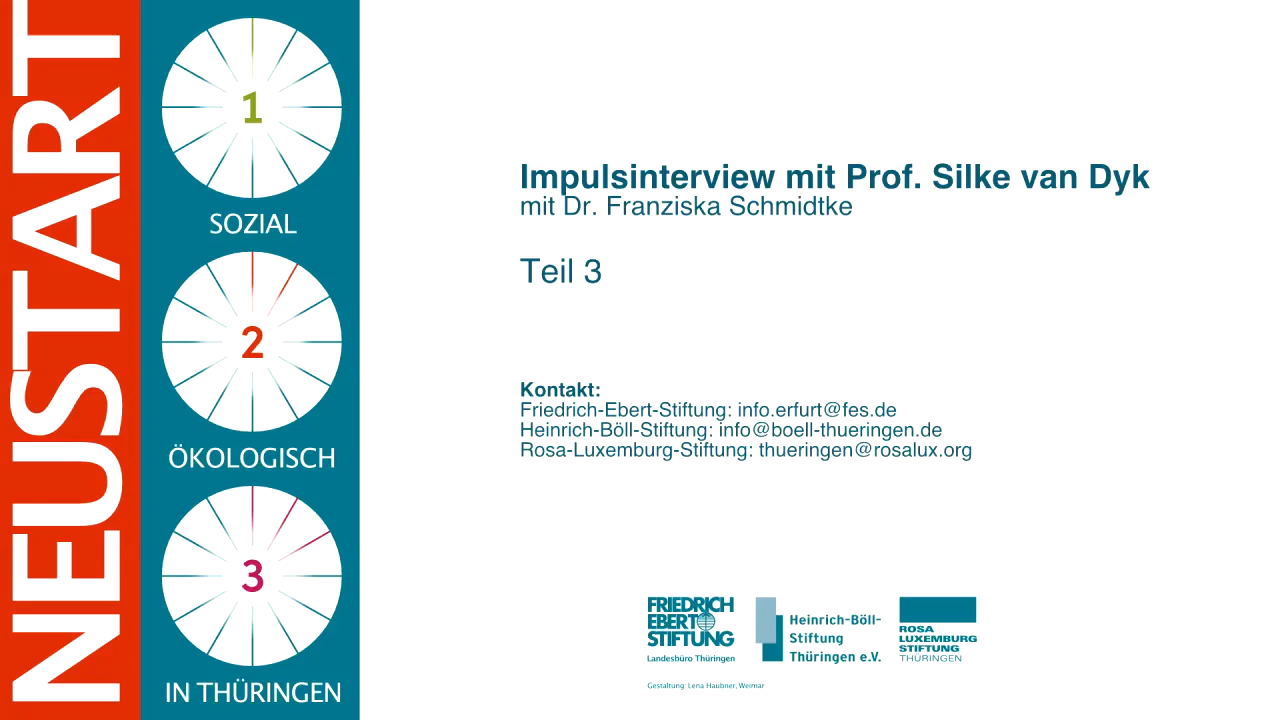 NEUSTART
1
SOZIAL
2
ÖKOLOGISCH
3
IN THÜRINGEN
Impulsinterview mit Prof. Silke van Dyk
mit Dr. Franziska Schmidtke
Teil 3
Kontakt:
Friedrich-Ebert-Stiftung: info.erfurt@fes.de
Heinrich-Böll-Stiftung: info@boell-thueringen.de
Rosa-Luxemburg-Stiftung: thueringen@rosalux.org
FRIEDRICH
EBERT
STIFTUNG
Landesbüro Thüringen
Heinrich-Böll-
Stiftung
Thüringen e.V.
ROSA
LUXEMBURG
STIFTUNG
THÜRINGEN
Gestaltung: Lena Haubner, Weimar